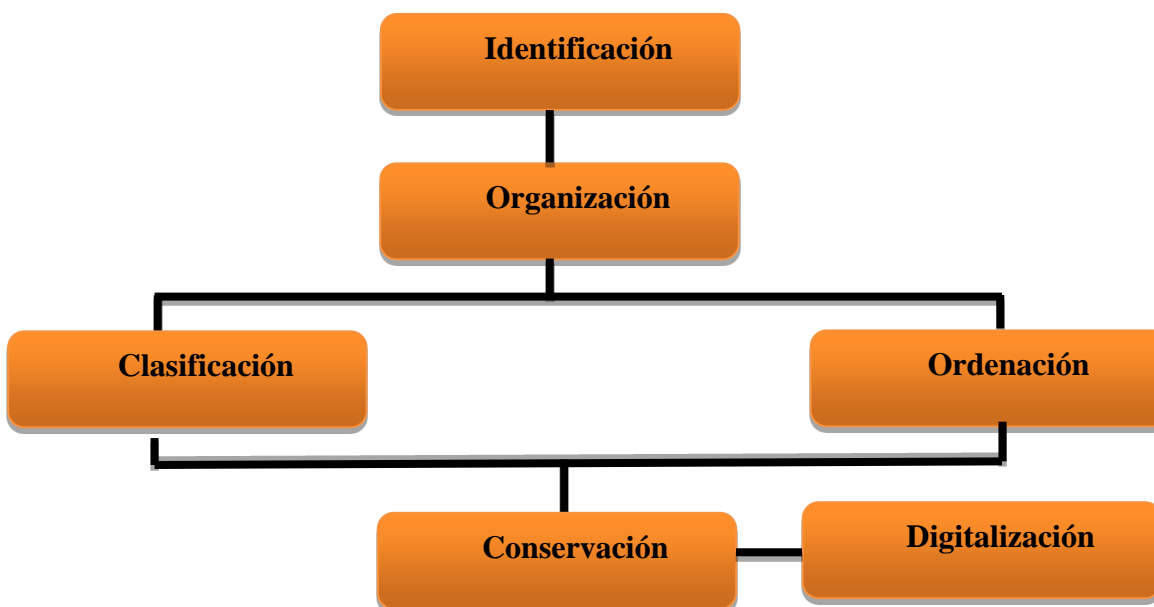 Identificación
Organización
Clasificación
Ordenación
Conservación
Digitalización